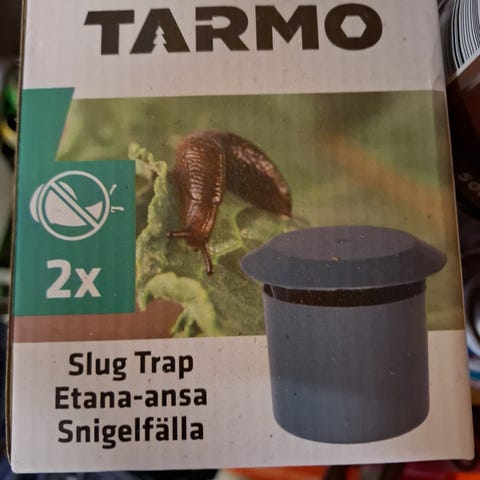 TARMO
2x
Slug Trap
Etana-ansa
Snigelfälla